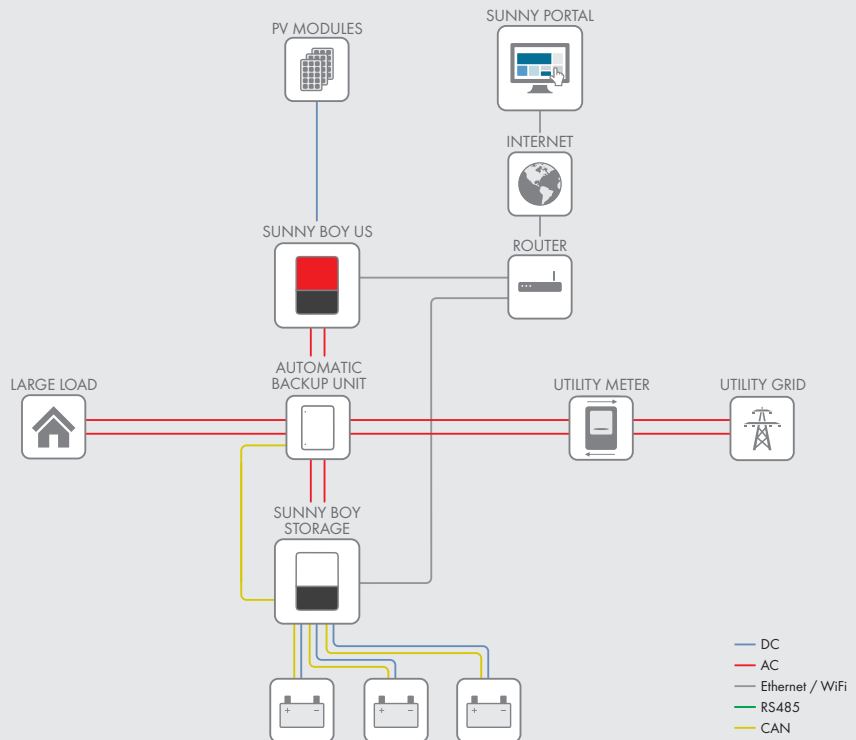 SUNNY PORTAL
PV MODULES
INTERNET
SUNNY BOY US
ROUTER
AUTOMATIC
BACKUP UNIT
LARGE LOAD
UTILITY METER
UTILITY GRID
SUNNY BOY
STORAGE
DC
AC
Ethernet / WiFi
RS485
CAN
+ −
+ −
+ −